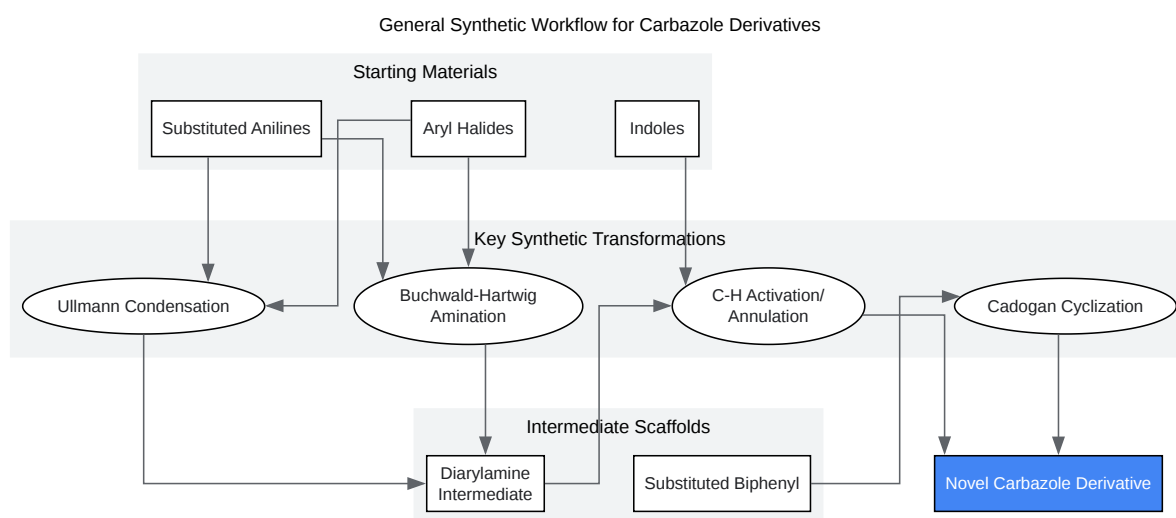 General Synthetic Workflow for Carbazole Derivatives
Starting Materials
Substituted Anilines
Aryl Halides
Indoles
Key Synthetic Transformations
Ullmann Condensation
Buchwald-Hartwig
Amination
C-H Activation/
Annulation
Cadogan Cyclization
Intermediate Scaffolds
Diarylamine
Intermediate
Substituted Biphenyl
Novel Carbazole Derivative